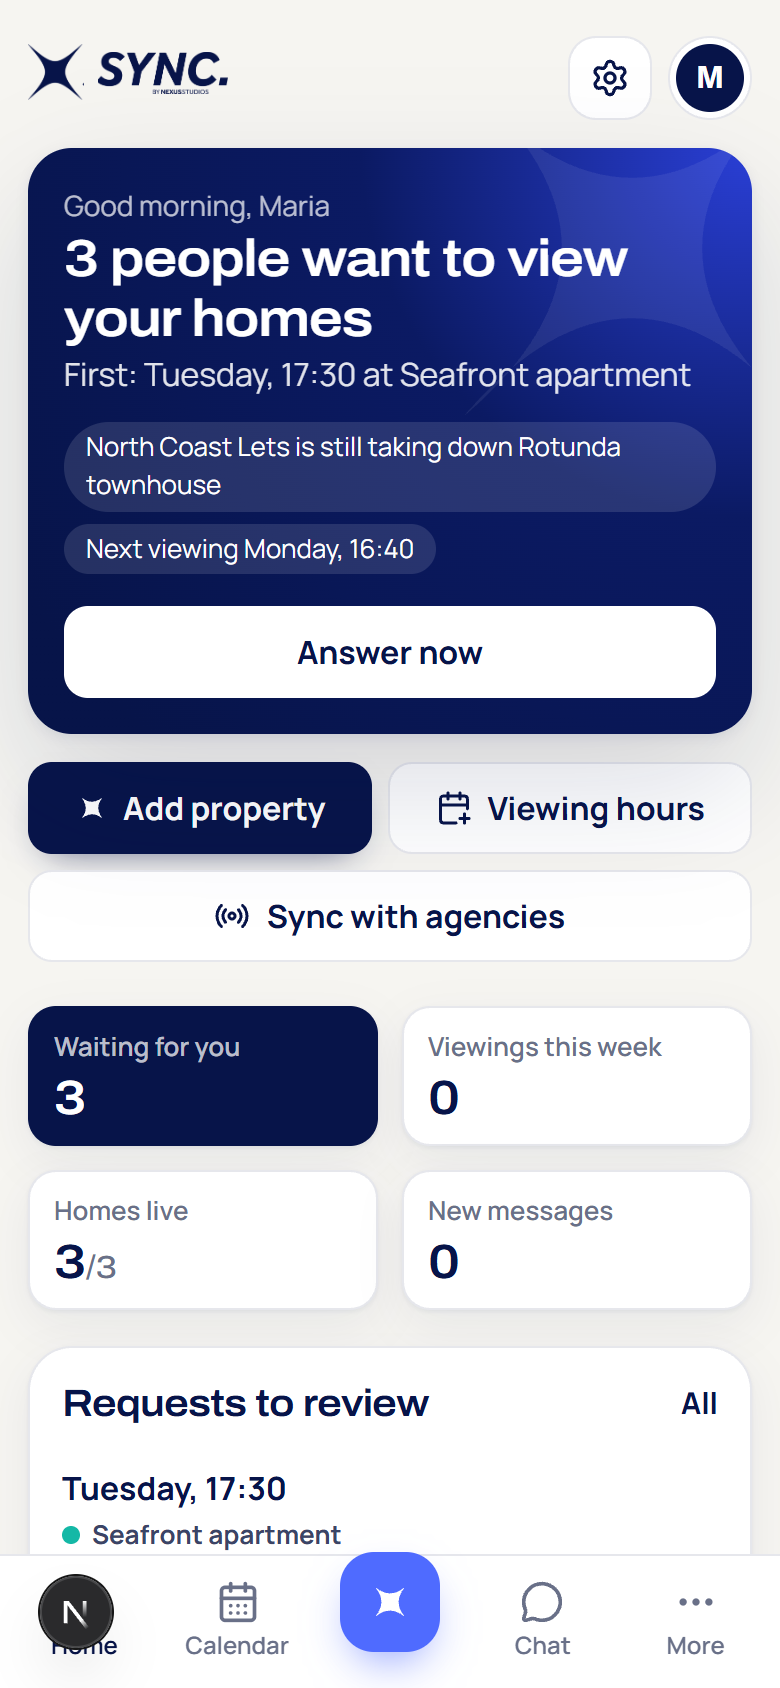 SYNC.
BY NEXUSSTUDIOS
M
Good morning, Maria
3 people want to view
your homes
First: Tuesday, 17:30 at Seafront apartment
North Coast Lets is still taking down Rotunda
townhouse
Next viewing Monday, 16:40
Answer now
Add property
Viewing hours
Sync with agencies
Waiting for you
3
Viewings this week
0
Homes live
3/3
New messages
0
Requests to review
All
Tuesday, 17:30
Seafront apartment
N
Home
Calendar
Chat
More